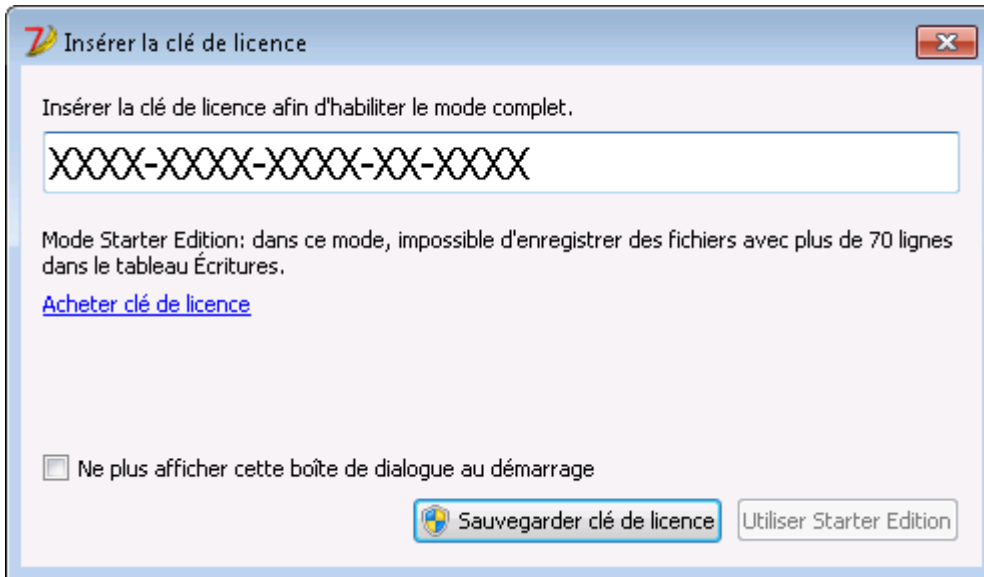 Insérer la clé de licence
Insérer la clé de licence afin d'habiliter le mode complet.
XXXX-XXXX-XXXX-XX-XXXX
Mode Starter Edition: dans ce mode, impossible d'enregistrer des fichiers avec plus de 70 lignes
dans le tableau Écritures.
Acheter clé de licence
Ne plus afficher cette boîte de dialogue au démarrage
Sauvegarder clé de licence Utiliser Starter Edition